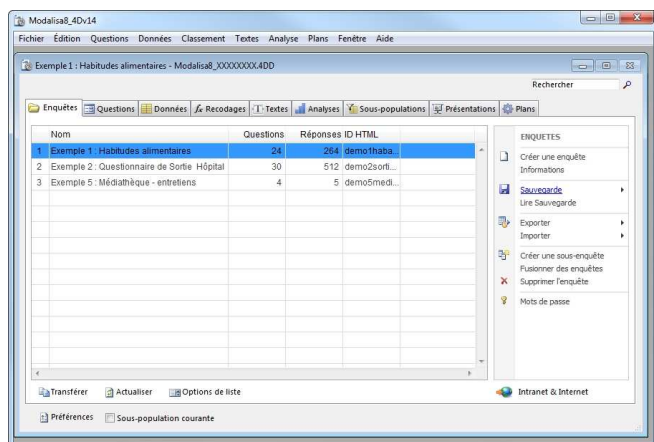 Modalisa8_4Dv14
Fichier Édition Questions Données Classement Textes Analyse Plans Fenêtre Aide
Exemple 1 : Habitudes alimentaires - Modalisa8_XXXXXXXX.4DD
Rechercher
Enquêtes Questions Données fx Recodages T Textes Analyses Sous-populations Présentations Plans
Nom Questions Réponses ID HTML
1 Exemple 1 : Habitudes alimentaires 24 264 demo1haba...
2 Exemple 2 : Questionnaire de Sortie Hôpital 30 512 demo2sorti...
3 Exemple 5 : Médiathèque - entretiens 4 5 demo5medi...
ENQUETES
Créer une enquête
Informations
Sauvegarde
Lire Sauvegarde
Exporter
Importer
Créer une sous-enquête
Fusionner des enquêtes
Supprimer l'enquête
Mots de passe
Transférer Actualiser Options de liste
Intranet & Internet
Préférences Sous-population courante